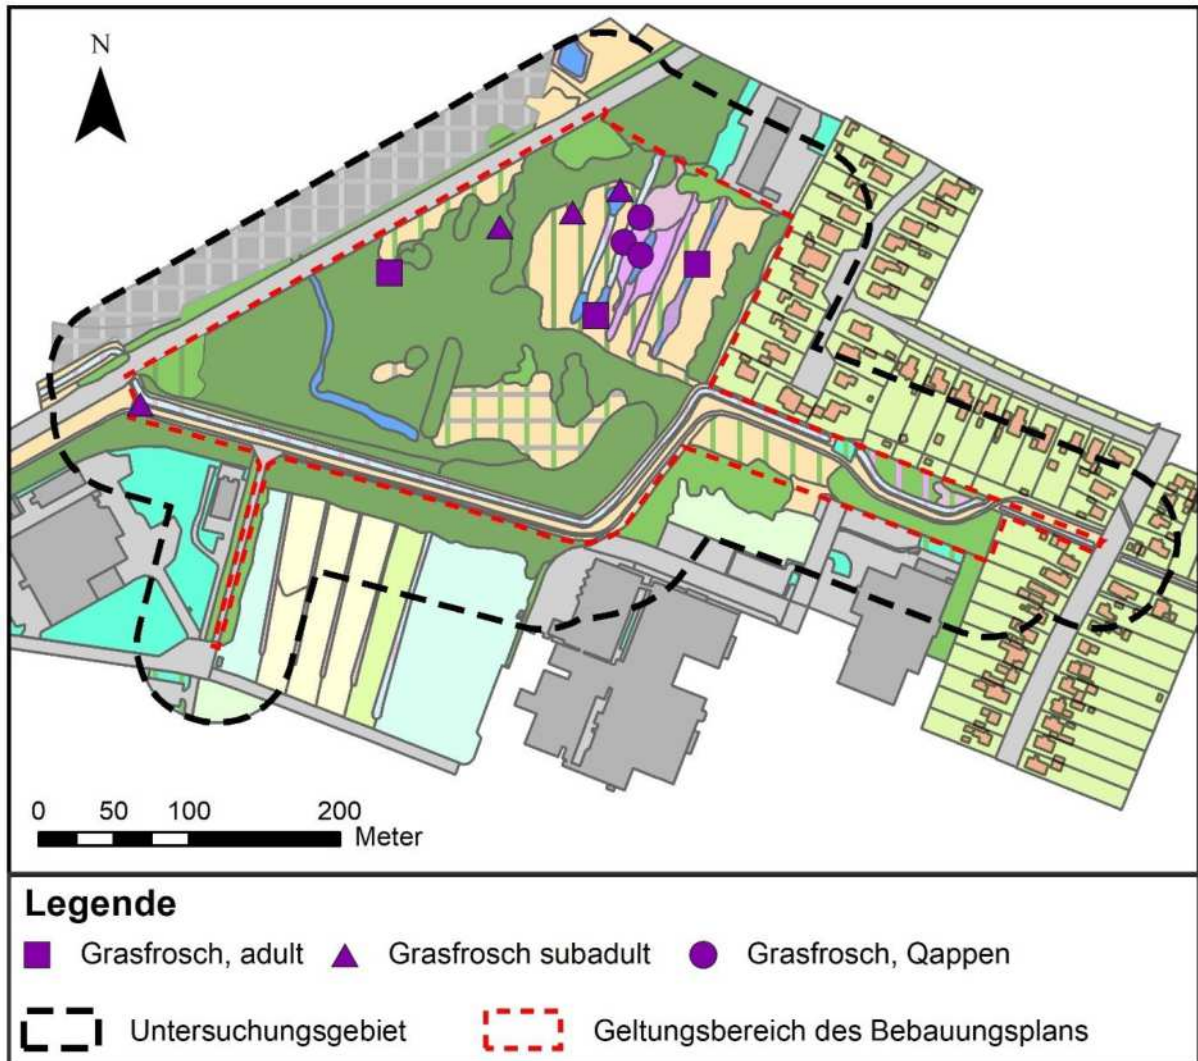 N
0 50 100 200
Meter
Legende
Grasfrosch, adult Grasfrosch subadult Grasfrosch, Qappen
Untersuchungsgebiet Geltungsbereich des Bebauungsplans